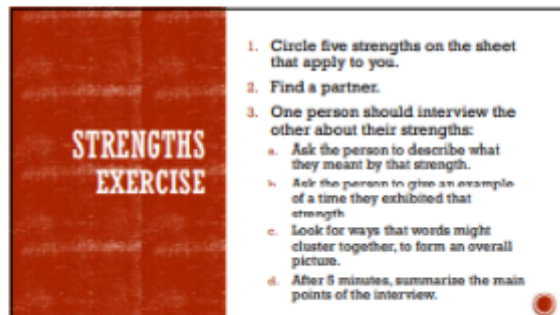 STRENGTHS
EXERCISE
1. Circle five strengths on the sheet
that apply to you.
2. Find a partner.
3. One person should interview the
other about their strengths:
a. Ask the person to describe what
they meant by that strength.
b. Ask the person to give an example
of a time they exhibited that
strength
c. Look for ways that words might
cluster together, to form an overall
picture.
d. After 5 minutes, summarize the main
points of the interview.